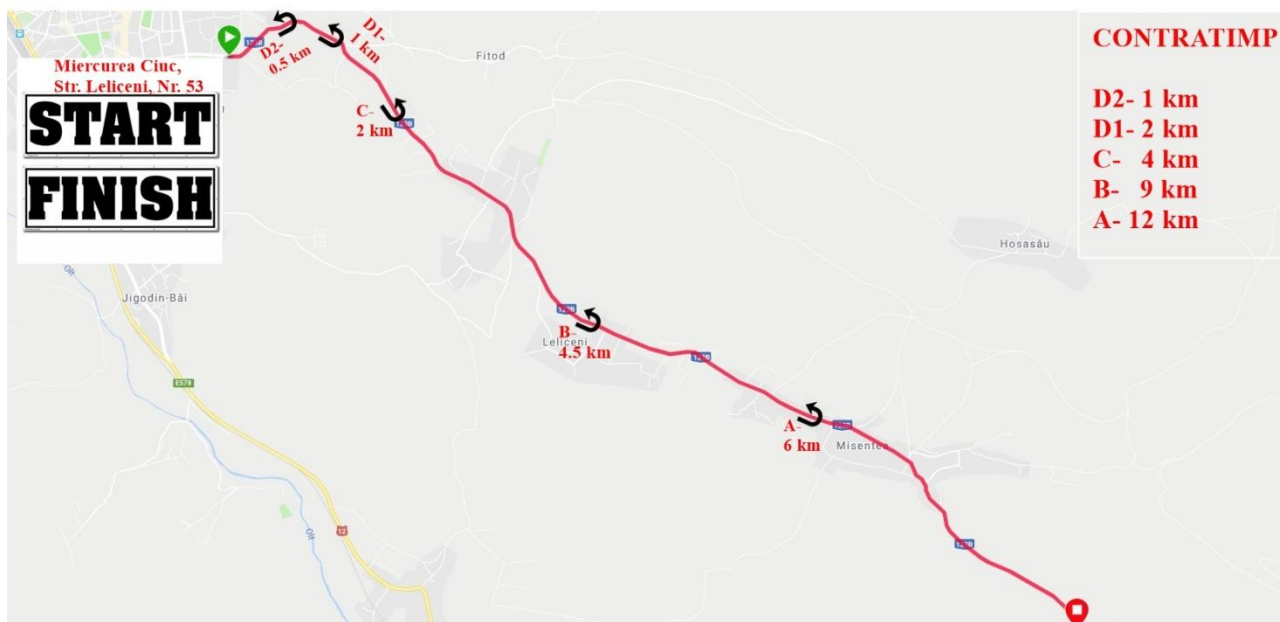 CONTRATIMP
D2- 1 km
D1- 2 km
C- 4 km
B- 9 km
A- 12 km
Miercurea Ciuc,
Str. Leliceni, Nr. 53
START
FINISH
D2-
0.5 km
D1-
1 km
Fitod
C-
2 km
Hosasău
Jigodin-Băi
Olt
B-
Leliceni
4.5 km
E578
A-
6 km
Misentea
12
Olt